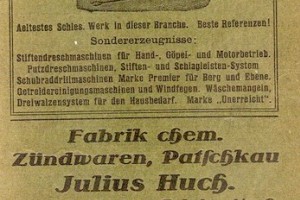 Aeltestes Schles. Werk in dieser Branche. Beste Referenzen!
Sondererzeugnisse:
Stiftendreschmaschinen für Hand-, Göpel- und Motorbetrieb.
Putzdreschmaschinen, Stiften- und Schlagleisten-System
Schubraddrillmaschinen Marke Premier für Berg und Ebene.
Getreidereinigungsmaschinen und Windfegen. Wäschemangeln,
Dreiwalzensystem für den Hausbedarf. Marke „Unerreicht".
Fabrik chem.
Zündwaren, Patschkau
Julius Huch.